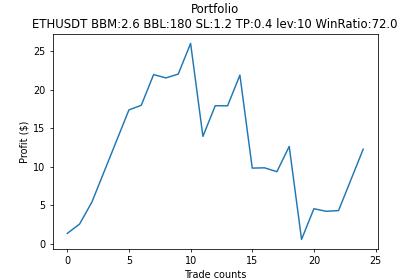 Portfolio
ETHUSDT BBM:2.6 BBL:180 SL:1.2 TP:0.4 lev:10 WinRatio:72.0
25
20
15
10
5
0
Profit ($)
0 5 10 15 20 25
Trade counts